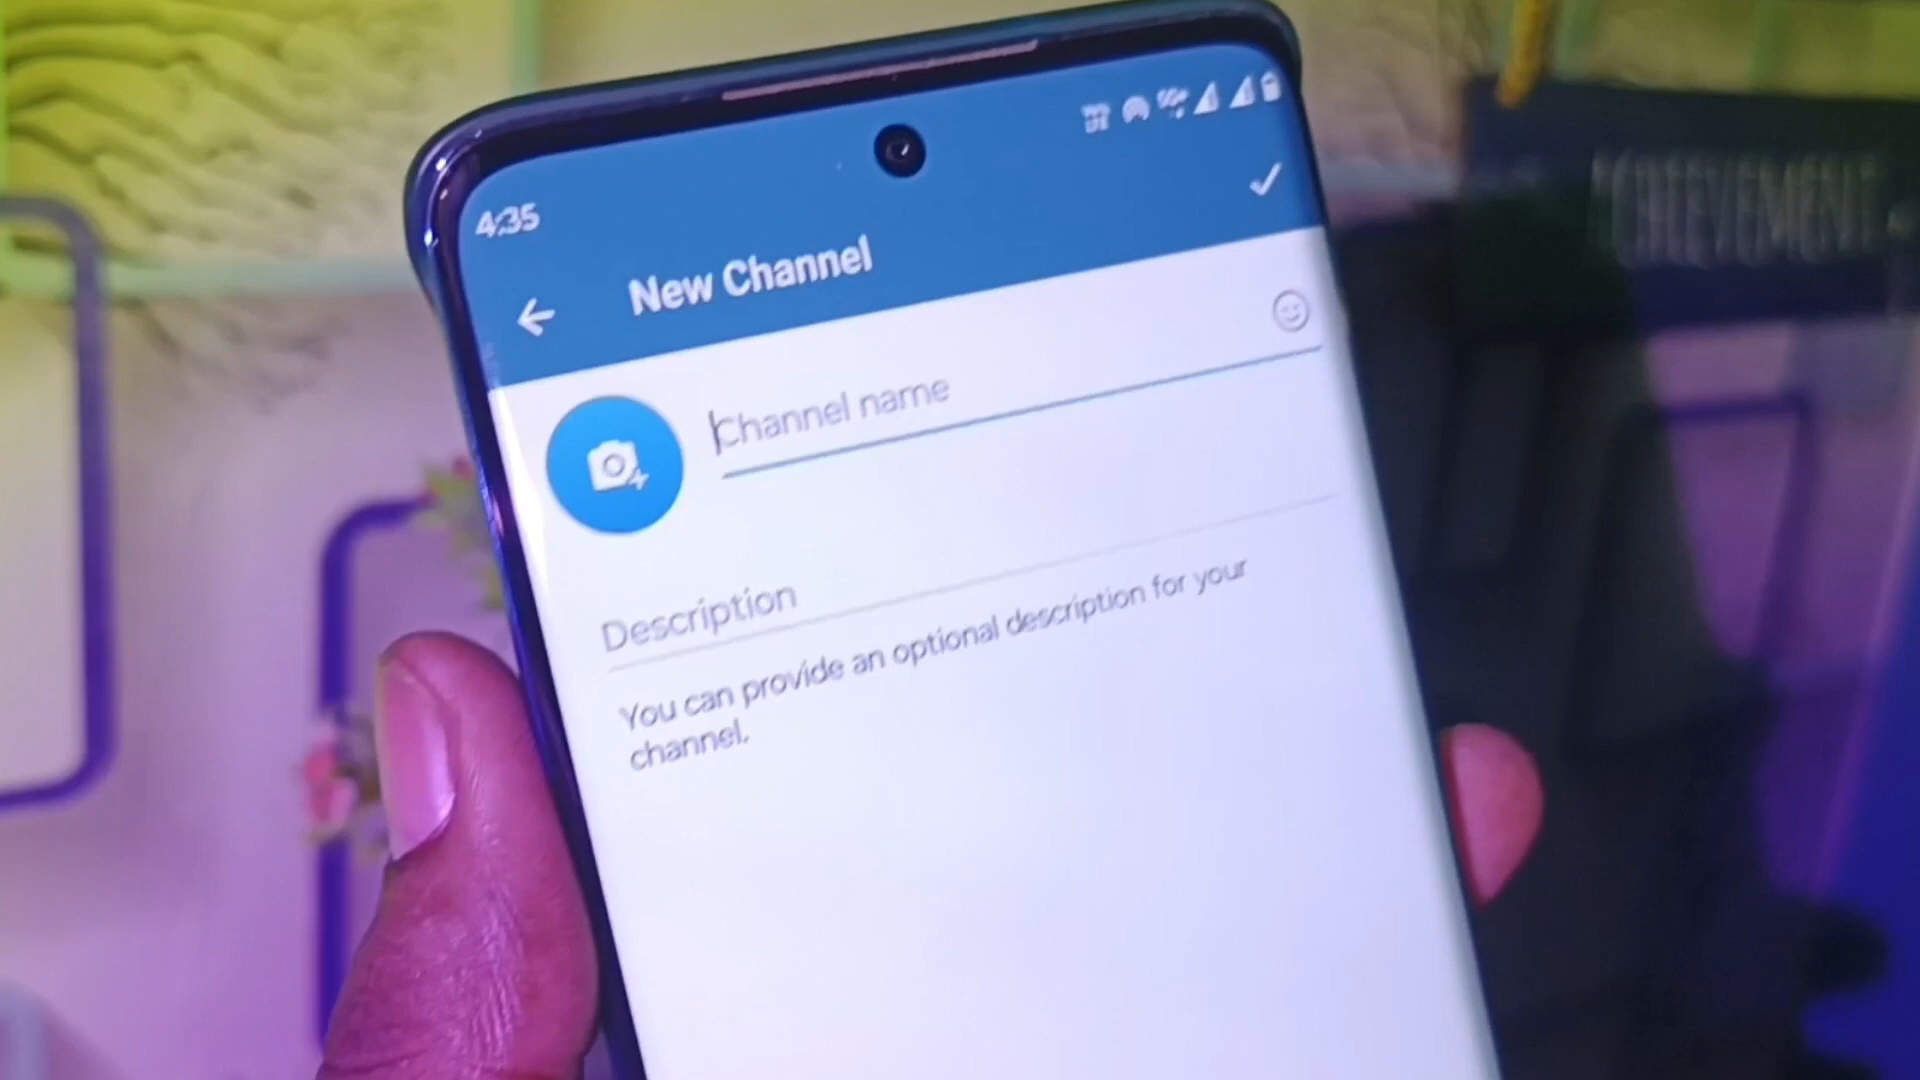 4:35
New Channel
Channel name
Description
You can provide an optional description for your
channel.